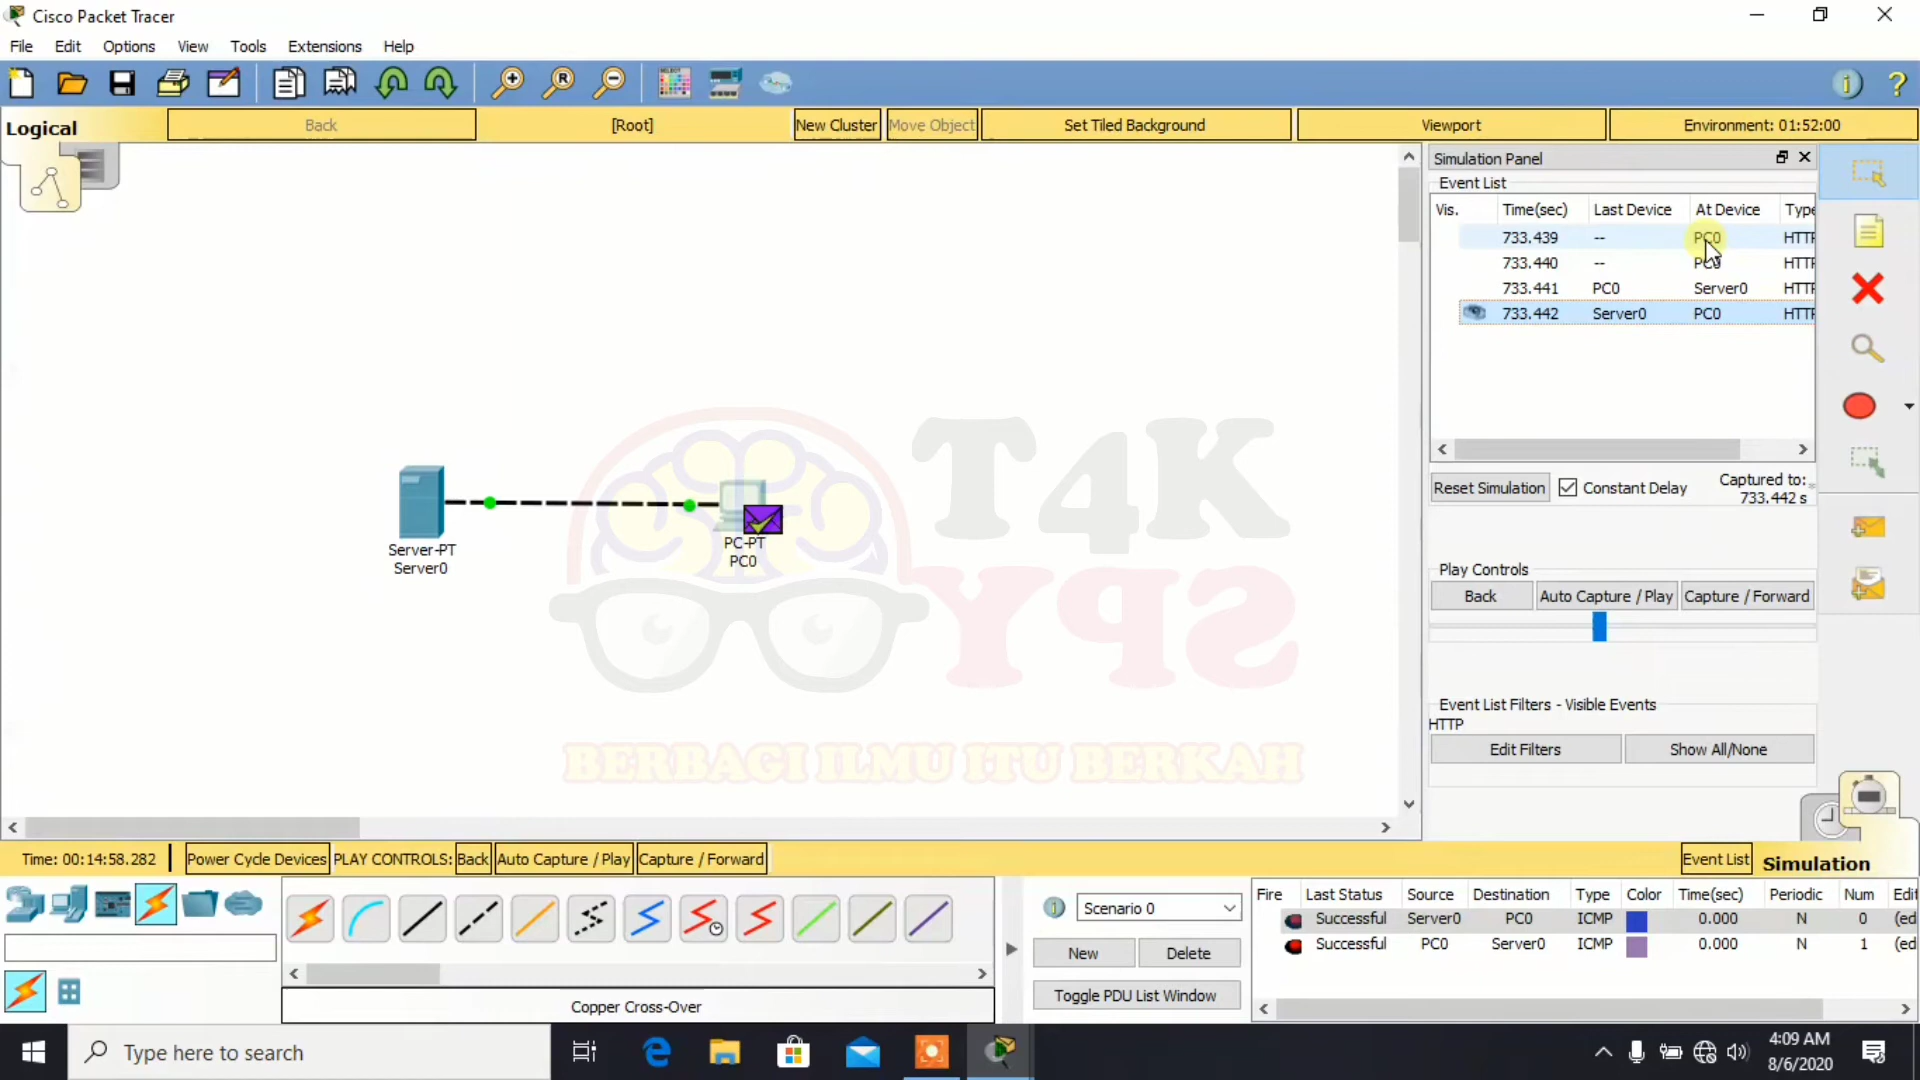 Cisco Packet Tracer
File Edit Options View Tools Extensions Help
Logical Back [Root] New Cluster Move Object Set Tiled Background Viewport Environment: 01:52:00
Simulation Panel
Event List
Vis. Time(sec) Last Device At Device Type
733.439 -- PC0 HTTP
733.440 -- PC0 HTTP
733.441 PC0 Server0 HTTP
733.442 Server0 PC0 HTTP
Reset Simulation Constant Delay Captured to:
733.442 s
Play Controls
Back Auto Capture / Play Capture / Forward
Event List Filters - Visible Events
HTTP
Edit Filters Show All/None
Server-PT
Server0
PC-PT
PC0
T4K
SPY
BERBAGI ILMU ITU BERKAH
Time: 00:14:58.282 Power Cycle Devices PLAY CONTROLS: Back Auto Capture / Play Capture / Forward Event List Simulation
Scenario 0
New Delete
Toggle PDU List Window
Copper Cross-Over
Fire Last Status Source Destination Type Color Time(sec) Periodic Num Edit
Successful Server0 PC0 ICMP 0.000 N 0 (ed
Successful PC0 Server0 ICMP 0.000 N 1 (ed
Type here to search
4:09 AM
8/6/2020